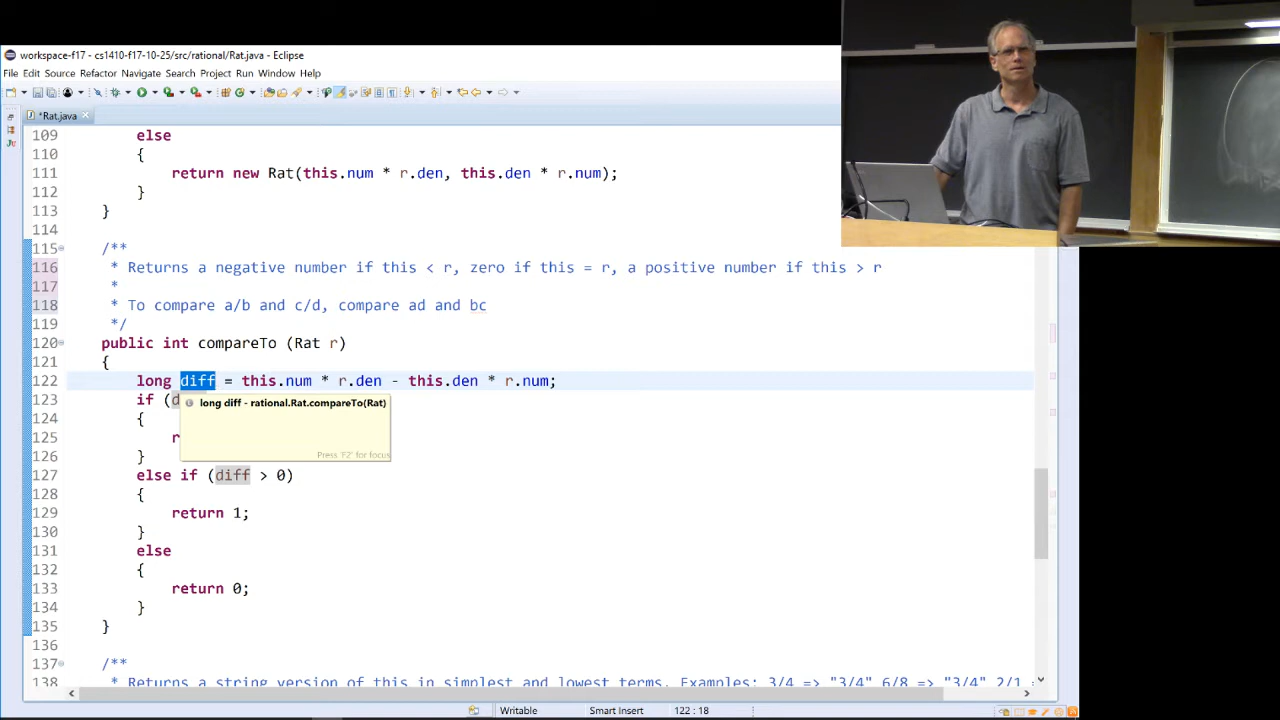 workspace-f17 - cs1410-f17-10-25/src/rational/Rat.java - Eclipse
File Edit Source Refactor Navigate Search Project Run Window Help
*Rat.java
109 else
110 {
111 return new Rat(this.num * r.den, this.den * r.num);
112 }
113 }
114
115 /**
116 * Returns a negative number if this < r, zero if this = r, a positive number if this > r
117 *
118 * To compare a/b and c/d, compare ad and bc
119 */
120 public int compareTo (Rat r)
121 {
122 long diff = this.num * r.den - this.den * r.num;
123 if (d
long diff - rational.Rat.compareTo(Rat)
124 {
125 r
Press 'F2' for focus
126 }
127 else if (diff > 0)
128 {
129 return 1;
130 }
131 else
132 {
133 return 0;
134 }
135 }
136
137 /**
138 * Returns a string version of this in simplest and lowest terms. Examples: 3/4 => "3/4" 6/8 => "3/4" 2/1 =
Writable Smart Insert 122 : 18